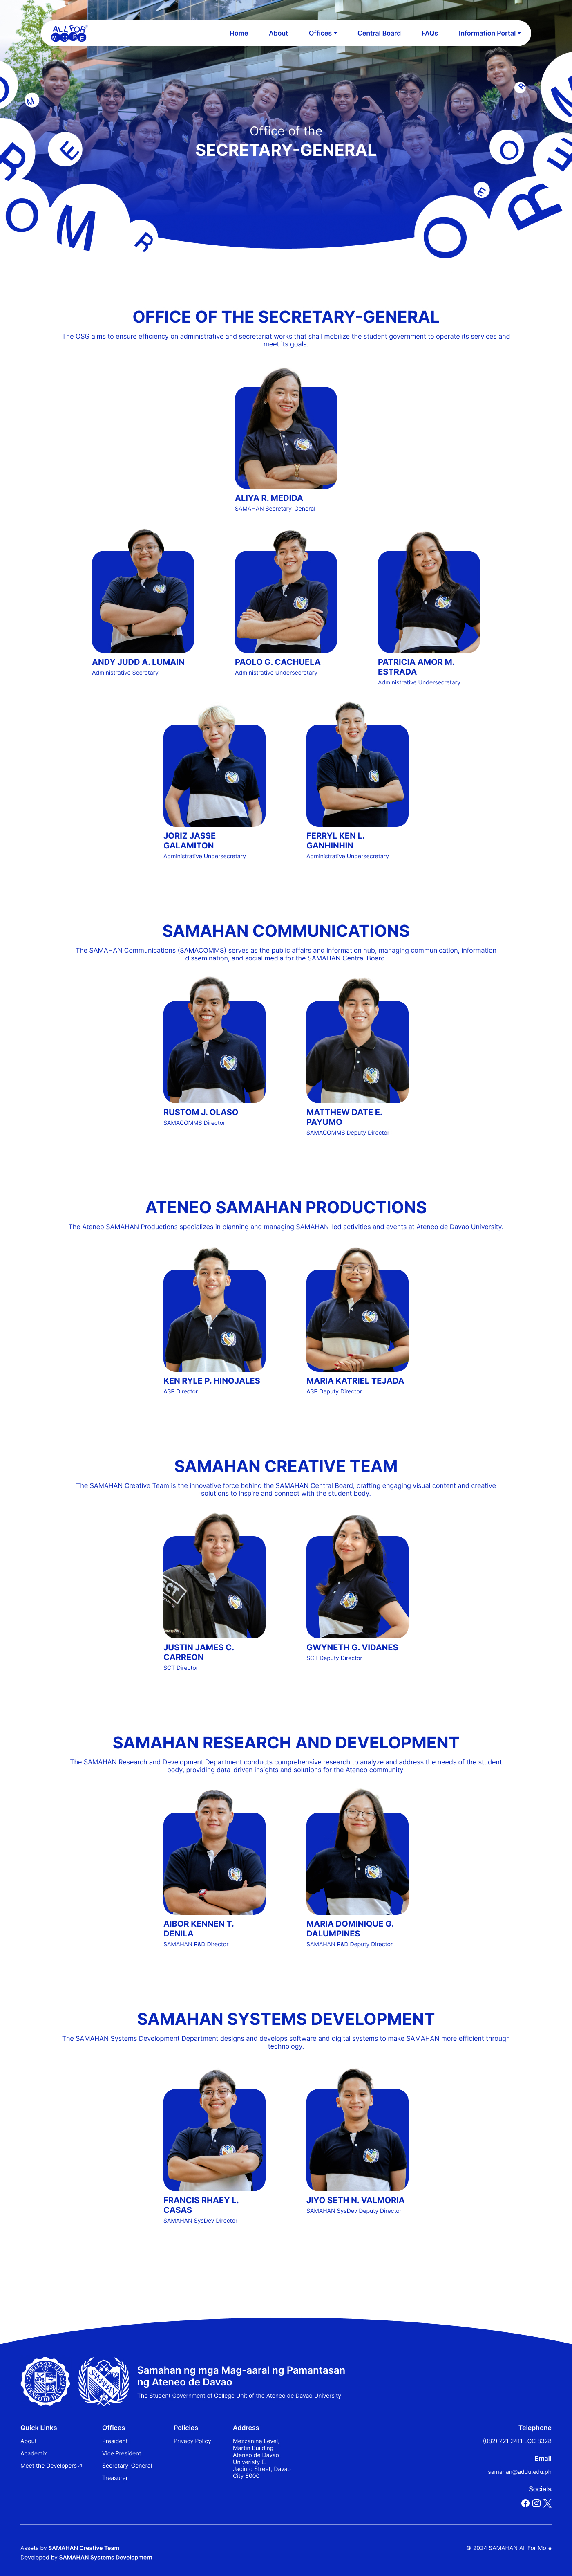 ALL FOR
MORE
Home About Offices Central Board FAQs Information Portal
M
E
R
O
M
R
R
O
M
E
E
R
O
Office of the
SECRETARY-GENERAL
OFFICE OF THE SECRETARY-GENERAL
The OSG aims to ensure efficiency on administrative and secretariat works that shall mobilize the student government to operate its services and
meet its goals.
ALIYA R. MEDIDA
SAMAHAN Secretary-General
ANDY JUDD A. LUMAIN
Administrative Secretary
PAOLO G. CACHUELA
Administrative Undersecretary
PATRICIA AMOR M.
ESTRADA
Administrative Undersecretary
JORIZ JASSE
GALAMITON
Administrative Undersecretary
FERRYL KEN L.
GANHINHIN
Administrative Undersecretary
SAMAHAN COMMUNICATIONS
The SAMAHAN Communications (SAMACOMMS) serves as the public affairs and information hub, managing communication, information
dissemination, and social media for the SAMAHAN Central Board.
RUSTOM J. OLASO
SAMACOMMS Director
MATTHEW DATE E.
PAYUMO
SAMACOMMS Deputy Director
ATENEO SAMAHAN PRODUCTIONS
The Ateneo SAMAHAN Productions specializes in planning and managing SAMAHAN-led activities and events at Ateneo de Davao University.
KEN RYLE P. HINOJALES
ASP Director
MARIA KATRIEL TEJADA
ASP Deputy Director
SAMAHAN CREATIVE TEAM
The SAMAHAN Creative Team is the innovative force behind the SAMAHAN Central Board, crafting engaging visual content and creative
solutions to inspire and connect with the student body.
SCT
JUSTIN JAMES C.
CARREON
SCT Director
GWYNETH G. VIDANES
SCT Deputy Director
SAMAHAN RESEARCH AND DEVELOPMENT
The SAMAHAN Research and Development Department conducts comprehensive research to analyze and address the needs of the student
body, providing data-driven insights and solutions for the Ateneo community.
AIBOR KENNEN T.
DENILA
SAMAHAN R&D Director
MARIA DOMINIQUE G.
DALUMPINES
SAMAHAN R&D Deputy Director
SAMAHAN SYSTEMS DEVELOPMENT
The SAMAHAN Systems Development Department designs and develops software and digital systems to make SAMAHAN more efficient through
technology.
FRANCIS RHAEY L.
CASAS
SAMAHAN SysDev Director
JIYO SETH N. VALMORIA
SAMAHAN SysDev Deputy Director
SAMAHAN
Samahan ng mga Mag-aaral ng Pamantasan
ng Ateneo de Davao
The Student Government of College Unit of the Ateneo de Davao University
Quick Links
About
Academix
Meet the Developers
Offices
President
Vice President
Secretary-General
Treasurer
Policies
Privacy Policy
Address
Mezzanine Level,
Martin Building
Ateneo de Davao
Univeristy E.
Jacinto Street, Davao
City 8000
Telephone
(082) 221 2411 LOC 8328
Email
samahan@addu.edu.ph
Socials
Assets by SAMAHAN Creative Team
Developed by SAMAHAN Systems Development
© 2024 SAMAHAN All For More